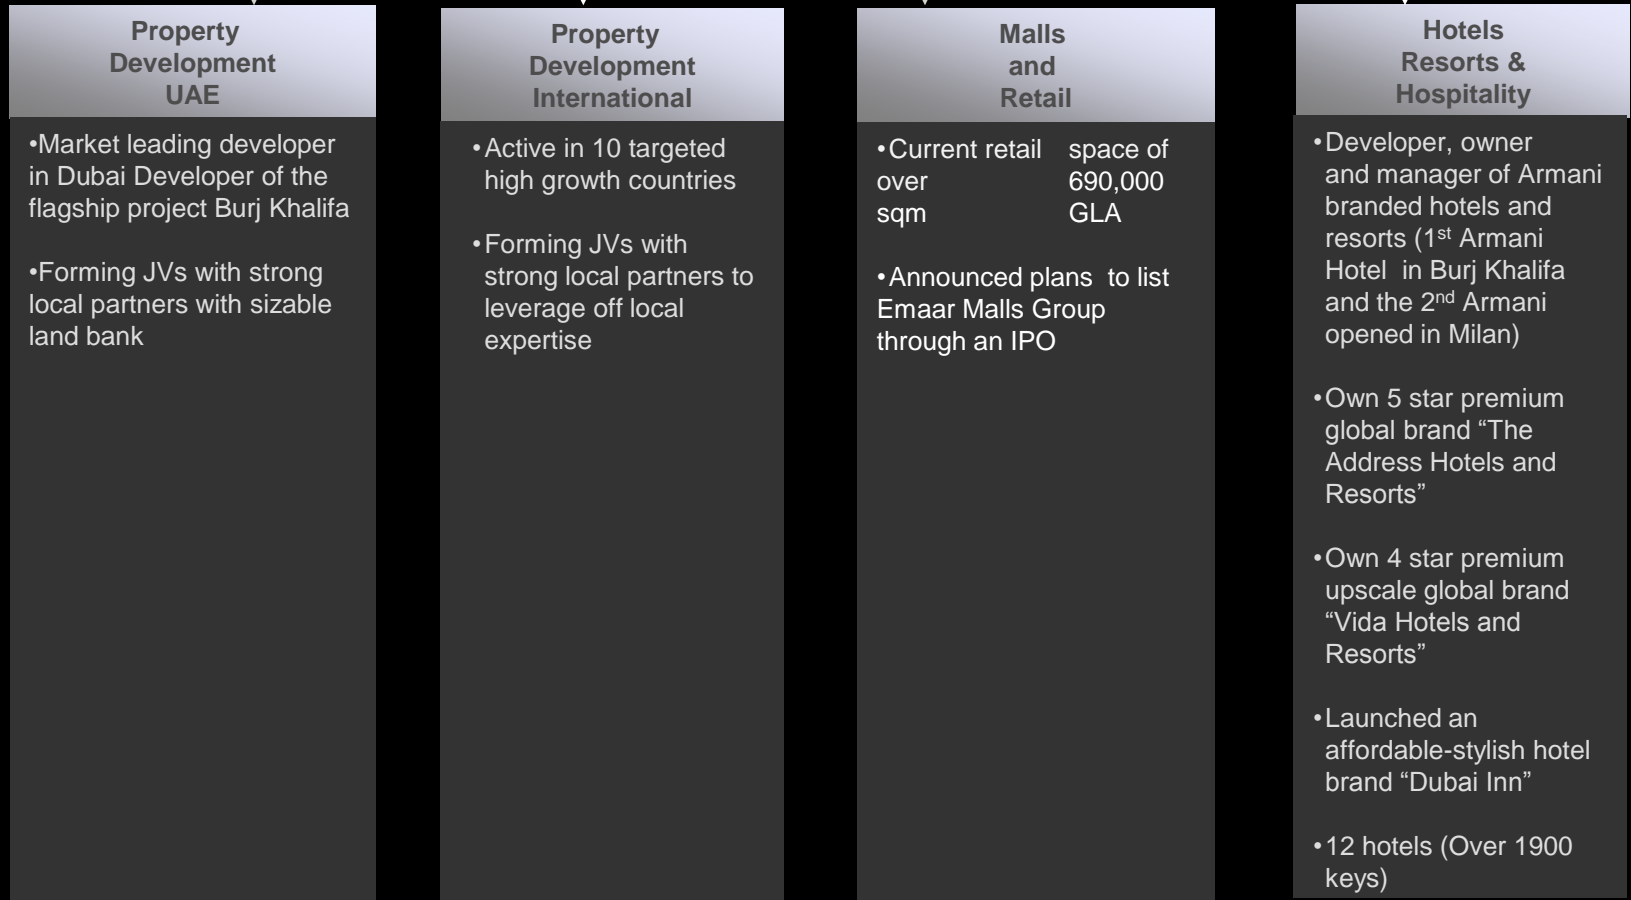 Property
Development
UAE
•Market leading developer
in Dubai Developer of the
flagship project Burj Khalifa
•Forming JVs with strong
local partners with sizable
land bank
Property
Development
International
•Active in 10 targeted
high growth countries
•Forming JVs with
strong local partners to
leverage off local
expertise
Malls
and
Retail
•Current retail space of
over 690,000
sqm GLA
•Announced plans to list
Emaar Malls Group
through an IPO
Hotels
Resorts &
Hospitality
•Developer, owner
and manager of Armani
branded hotels and
resorts (1st Armani
Hotel in Burj Khalifa
and the 2nd Armani
opened in Milan)
•Own 5 star premium
global brand “The
Address Hotels and
Resorts”
•Own 4 star premium
upscale global brand
“Vida Hotels and
Resorts”
•Launched an
affordable-stylish hotel
brand “Dubai Inn”
•12 hotels (Over 1900
keys)